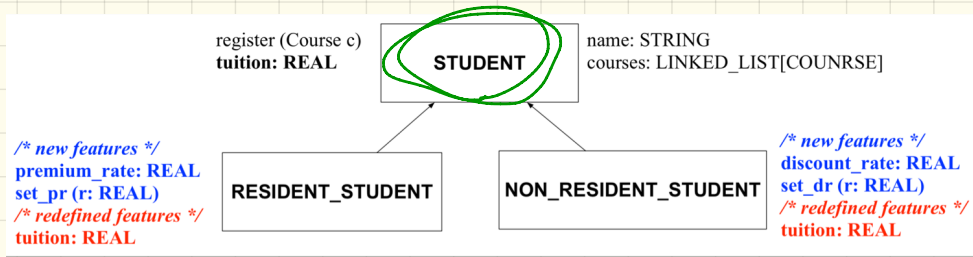 register (Course c)
tuition: REAL
STUDENT
name: STRING
courses: LINKED_LIST[COUNRSE]
/* new features */
premium_rate: REAL
set_pr (r: REAL)
/* redefined features */
tuition: REAL
RESIDENT_STUDENT
NON_RESIDENT_STUDENT
/* new features */
discount_rate: REAL
set_dr (r: REAL)
/* redefined features */
tuition: REAL